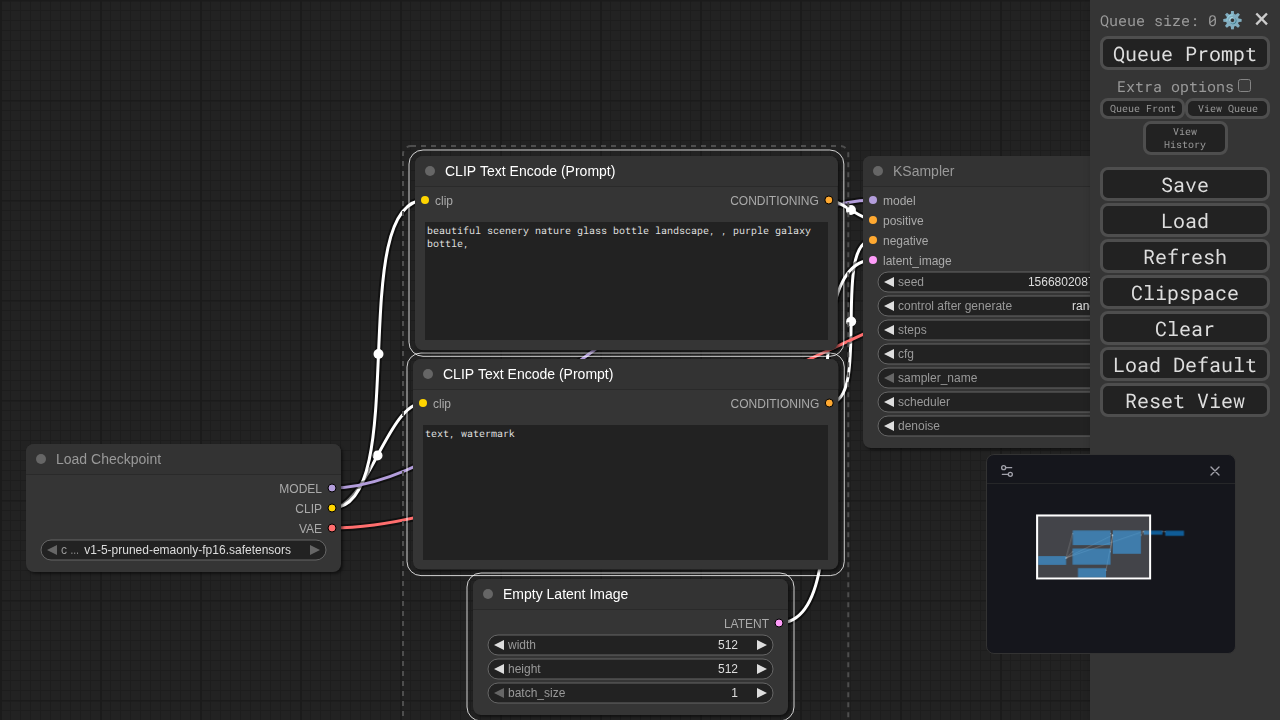 Queue size: 0
Queue Prompt
Extra options
Queue Front
View Queue
View
History
Save
Load
Refresh
Clipspace
Clear
Load Default
Reset View
CLIP Text Encode (Prompt)
clip
CONDITIONING
beautiful scenery nature glass bottle landscape, , purple galaxy
bottle,
KSampler
model
positive
negative
latent_image
seed
control after generate
steps
cfg
sampler_name
scheduler
denoise
CLIP Text Encode (Prompt)
clip
CONDITIONING
text, watermark
Load Checkpoint
MODEL
CLIP
VAE
c ... v1-5-pruned-emaonly-fp16.safetensors
Empty Latent Image
LATENT
width 512
height 512
batch_size 1